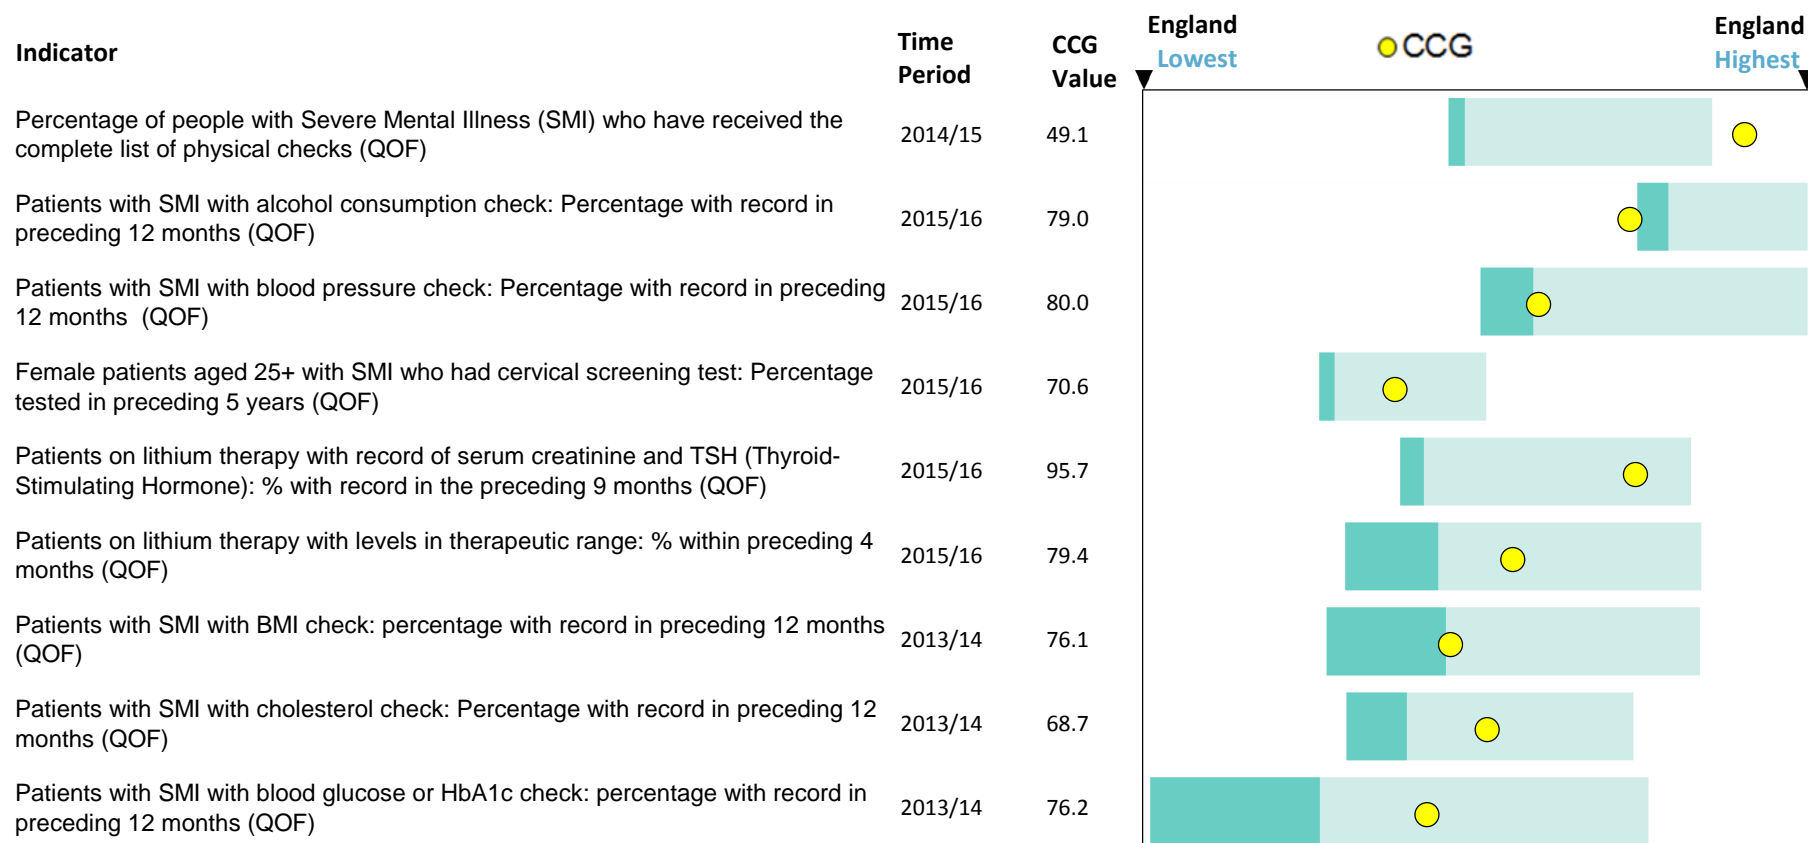 Indicator
Time
Period
CCG
Value
England
Lowest
CCG
England
Highest
Percentage of people with Severe Mental Illness (SMI) who have received the
complete list of physical checks (QOF)
2014/15
49.1
Patients with SMI with alcohol consumption check: Percentage with record in
preceding 12 months (QOF)
2015/16
79.0
Patients with SMI with blood pressure check: Percentage with record in preceding
12 months  (QOF)
2015/16
80.0
Female patients aged 25+ with SMI who had cervical screening test: Percentage
tested in preceding 5 years (QOF)
2015/16
70.6
Patients on lithium therapy with record of serum creatinine and TSH (Thyroid-
Stimulating Hormone): % with record in the preceding 9 months (QOF)
2015/16
95.7
Patients on lithium therapy with levels in therapeutic range: % within preceding 4
months (QOF)
2015/16
79.4
Patients with SMI with BMI check: percentage with record in preceding 12 months
(QOF)
2013/14
76.1
Patients with SMI with cholesterol check: Percentage with record in preceding 12
months (QOF)
2013/14
68.7
Patients with SMI with blood glucose or HbA1c check: percentage with record in
preceding 12 months (QOF)
2013/14
76.2